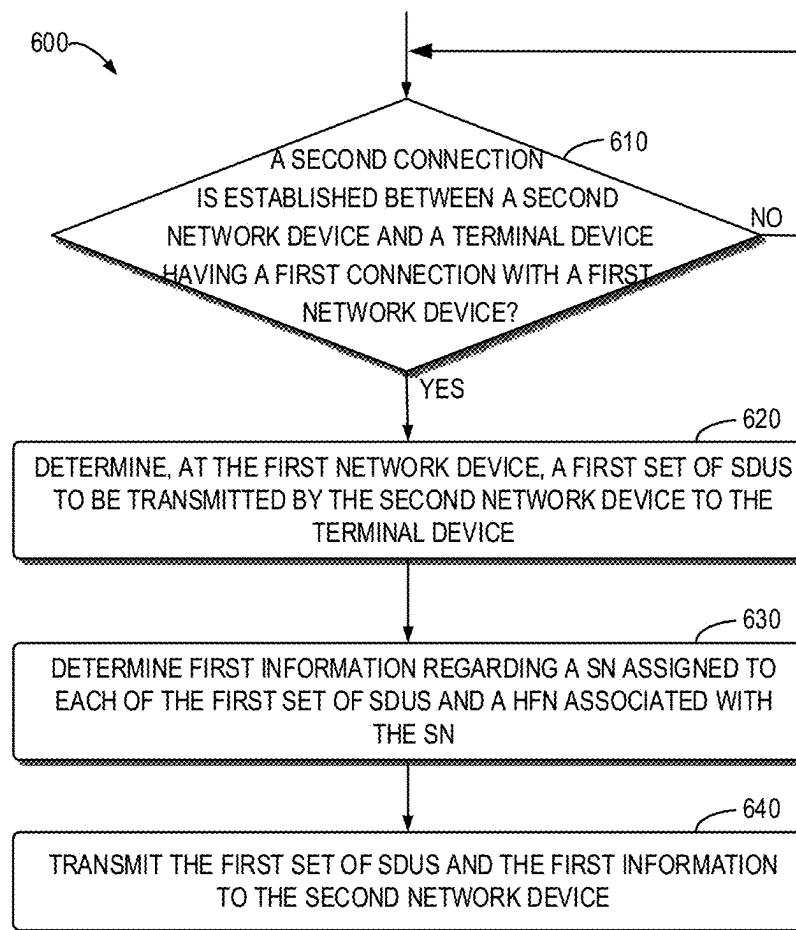 600
610
A SECOND CONNECTION
IS ESTABLISHED BETWEEN A SECOND
NETWORK DEVICE AND A TERMINAL DEVICE
HAVING A FIRST CONNECTION WITH A FIRST
NETWORK DEVICE?
NO
YES
620
DETERMINE, AT THE FIRST NETWORK DEVICE, A FIRST SET OF SDUS
TO BE TRANSMITTED BY THE SECOND NETWORK DEVICE TO THE
TERMINAL DEVICE
630
DETERMINE FIRST INFORMATION REGARDING A SN ASSIGNED TO
EACH OF THE FIRST SET OF SDUS AND A HFN ASSOCIATED WITH
THE SN
640
TRANSMIT THE FIRST SET OF SDUS AND THE FIRST INFORMATION
TO THE SECOND NETWORK DEVICE